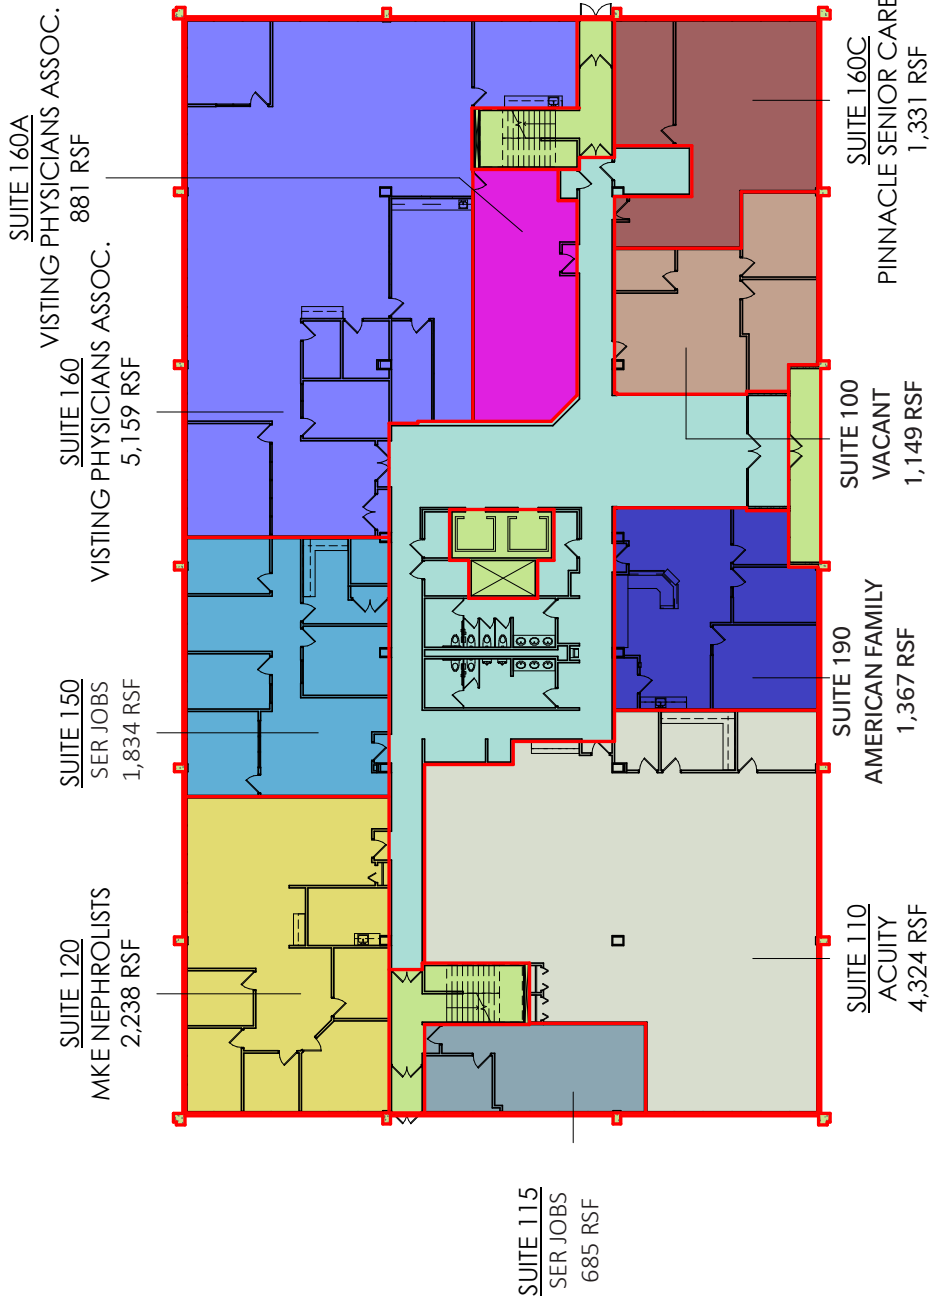 SUITE 120
MKE NEPHROLISTS
2,238 RSF
SUITE 150
SER JOBS
1,834 RSF
SUITE 160
VISTING PHYSICIANS ASSOC.
5,159 RSF
SUITE 160A
VISTING PHYSICIANS ASSOC.
881 RSF
SUITE 115
SER JOBS
685 RSF
SUITE 110
ACUITY
4,324 RSF
SUITE 190
AMERICAN FAMILY
1,367 RSF
SUITE 100
VACANT
1,149 RSF
SUITE 160C
PINNACLE SENIOR CARE
1,331 RSF